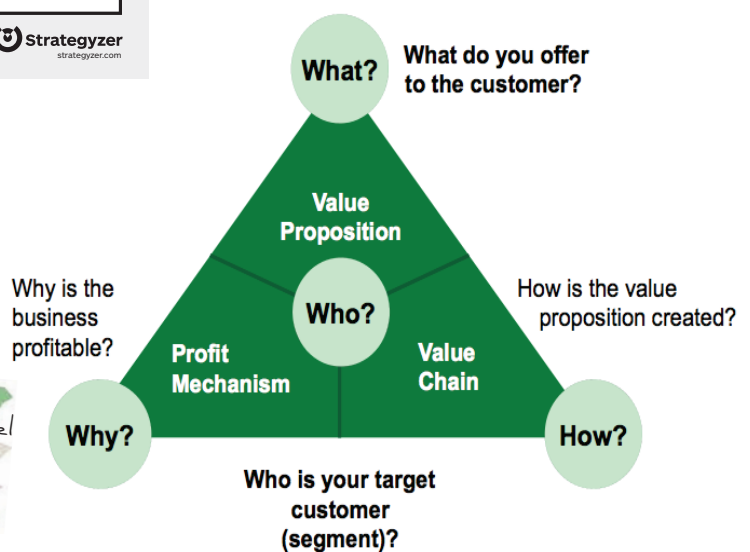 Strategyzer
strategyzer.com
What?
What do you offer
to the customer?
Value
Proposition
Who?
Why is the
business
profitable?
How is the value
proposition created?
Profit
Mechanism
Value
Chain
Why?
How?
Who is your target
customer
(segment)?